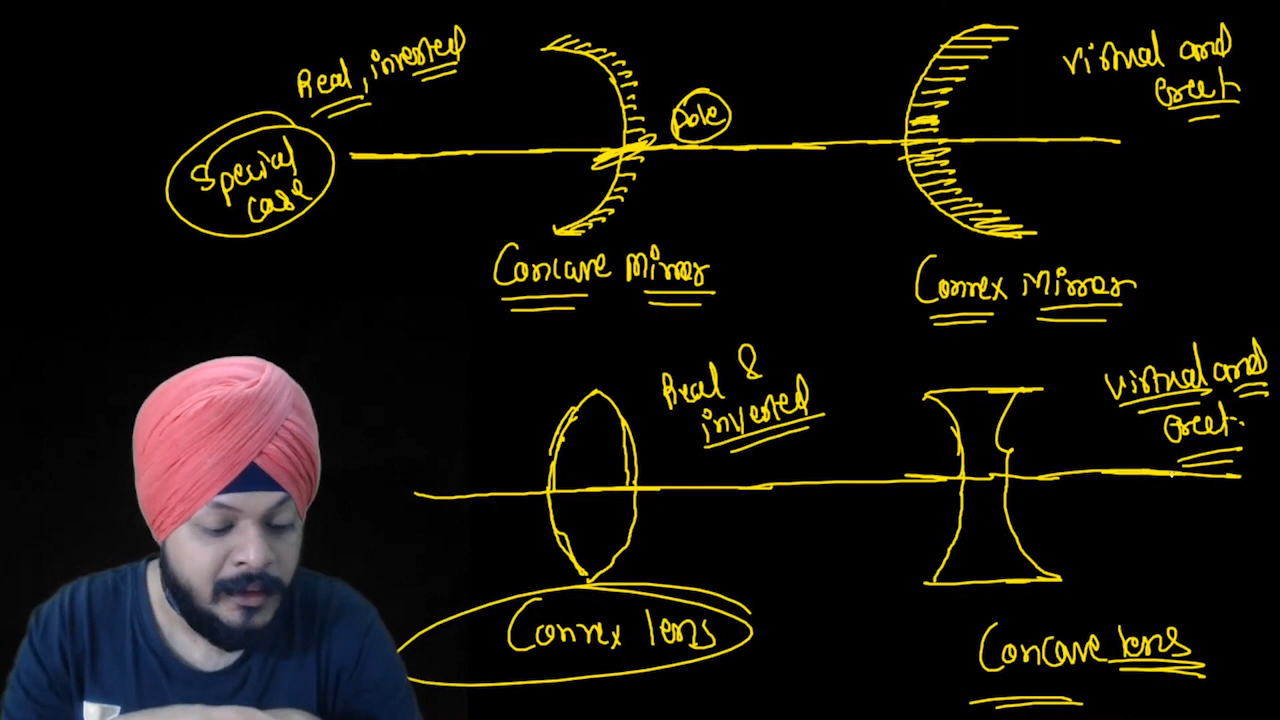 Real, inverted
Special
case
Pole
Virtual and
erect
Concave Mirror
Convex Mirror
Real &
inverted
Virtual and
erect.
Convex lens
Concave lens